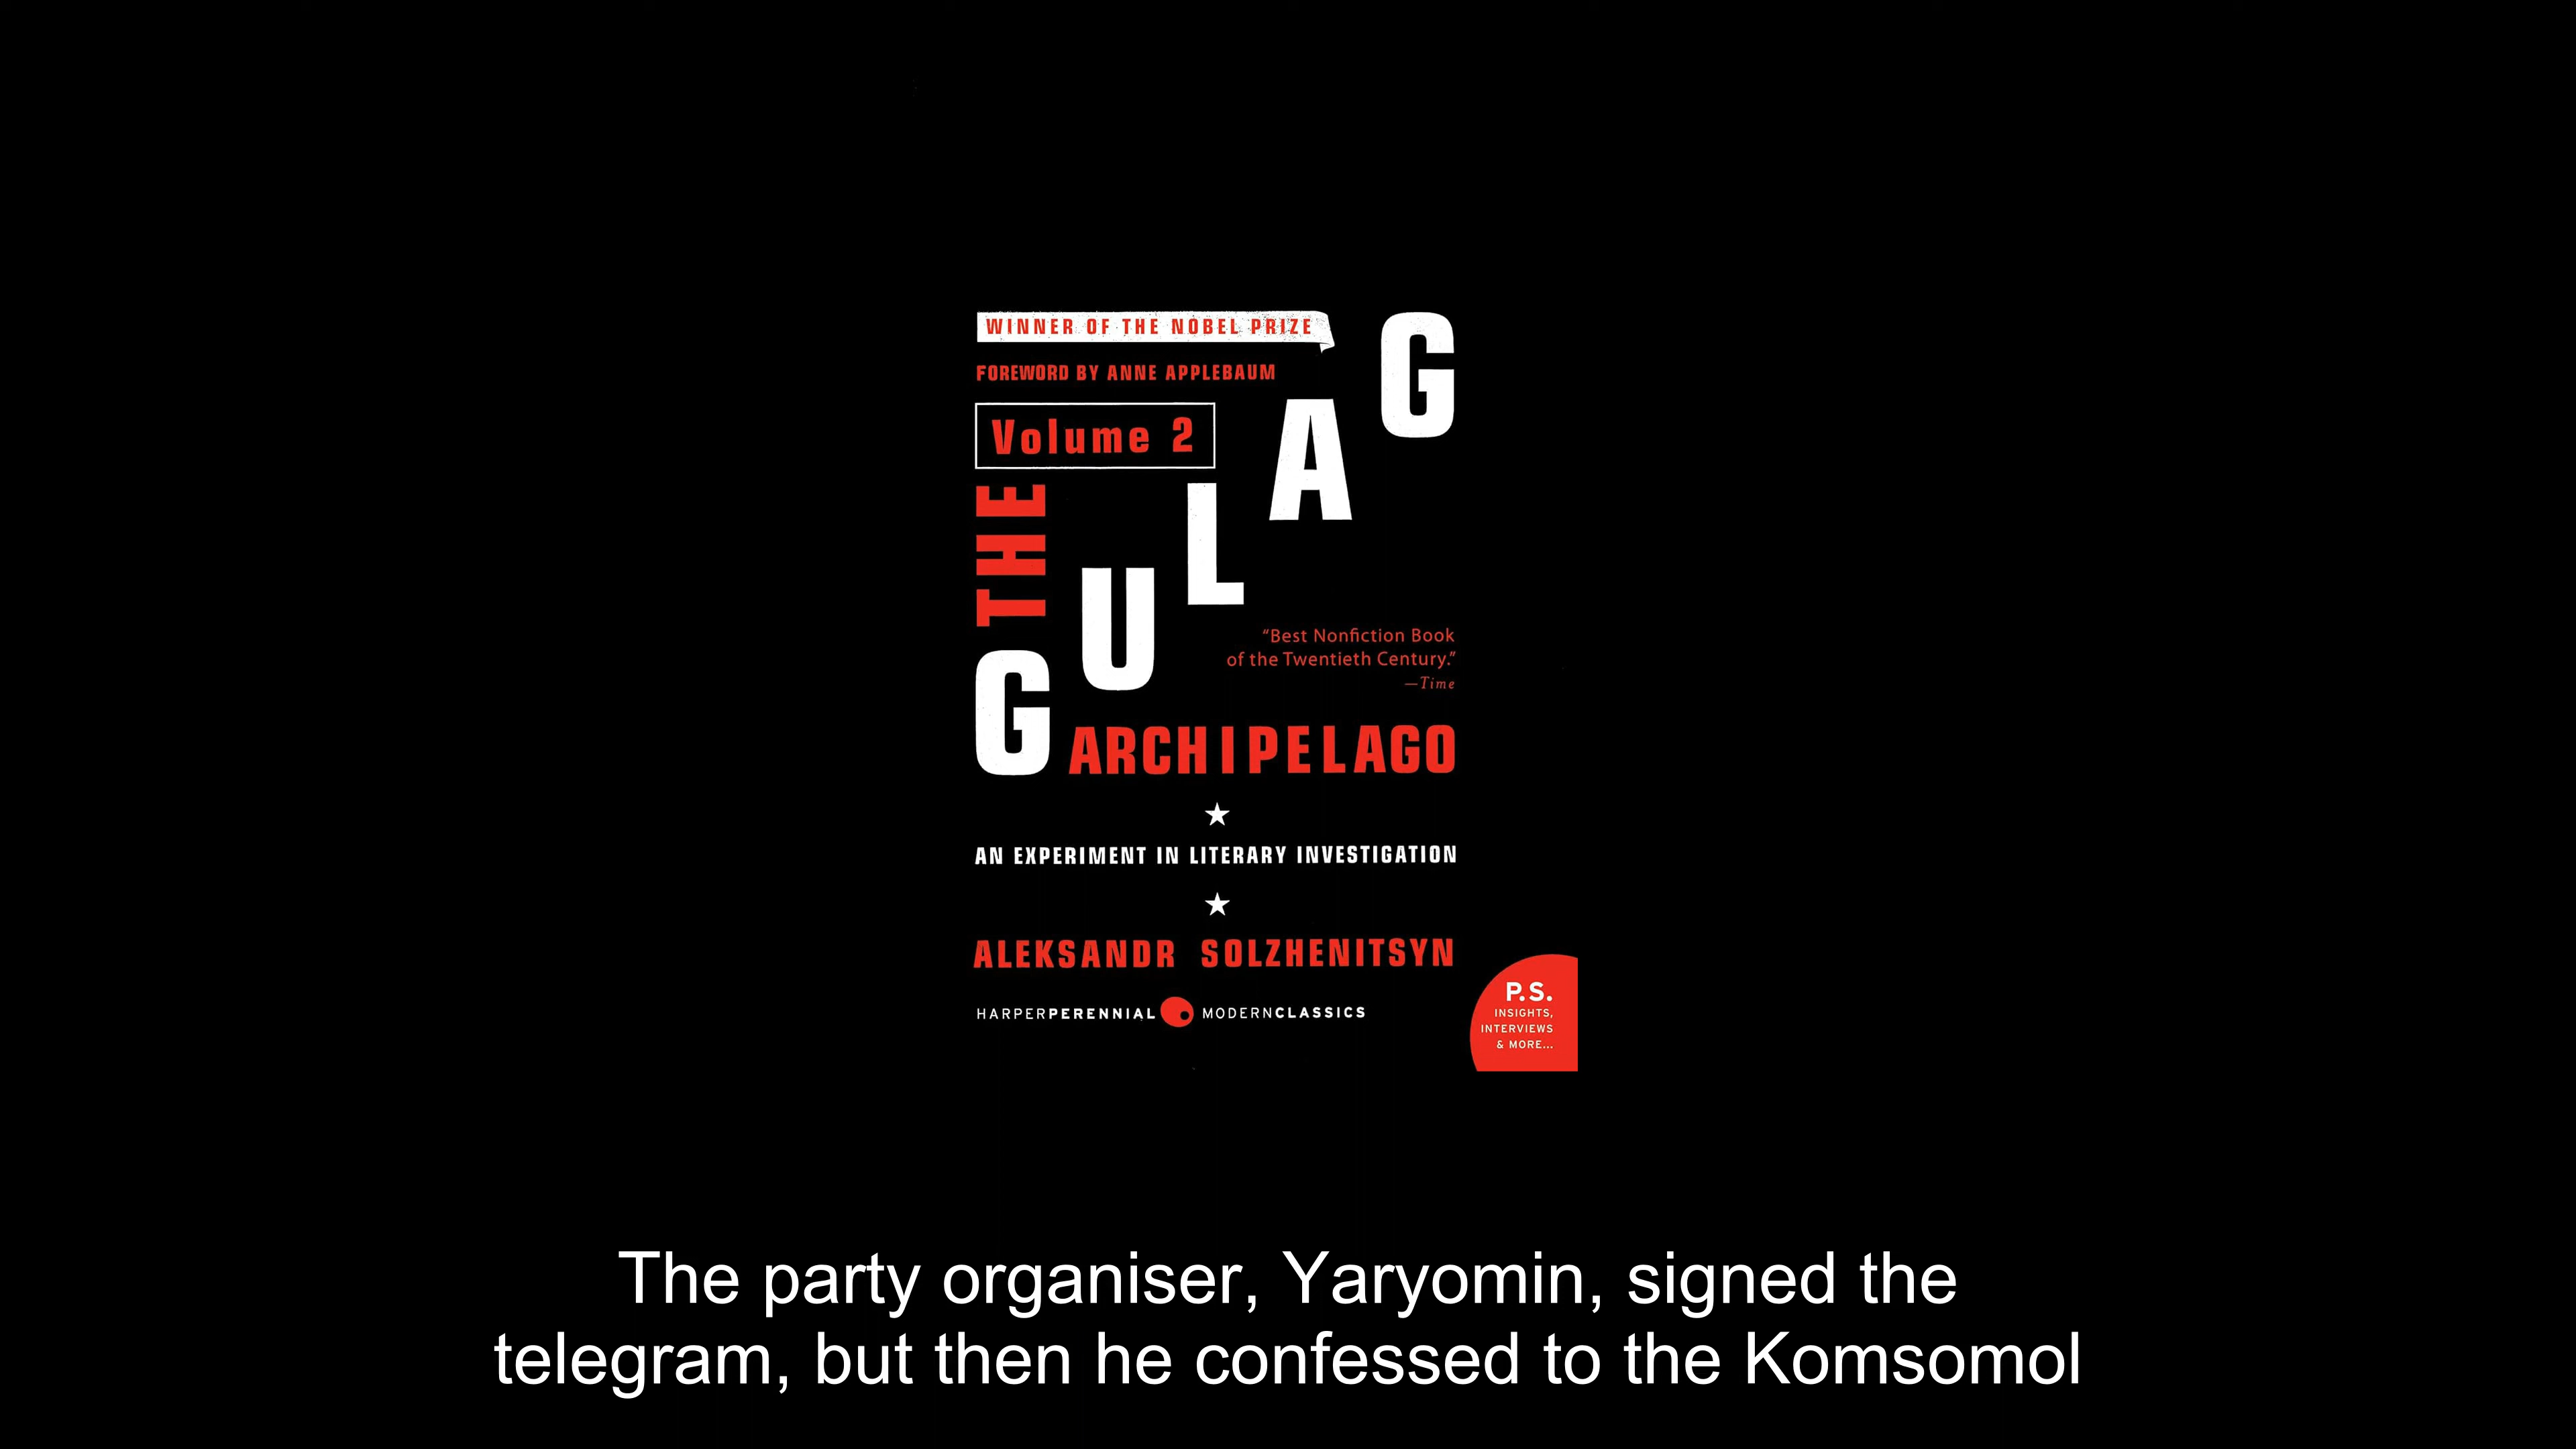 WINNER OF THE NOBEL PRIZE
FOREWORD BY ANNE APPLEBAUM
Volume 2
THE
GULAG
ARCHIPELAGO
"Best Nonfiction Book
of the Twentieth Century."
—Time
AN EXPERIMENT IN LITERARY INVESTIGATION
ALEKSANDR SOLZHENITSYN
HARPERPERENNIAL MODERNCLASSICS
P.S.
INSIGHTS,
INTERVIEWS
& MORE...
The party organiser, Yaryomin, signed the
telegram, but then he confessed to the Komsomol